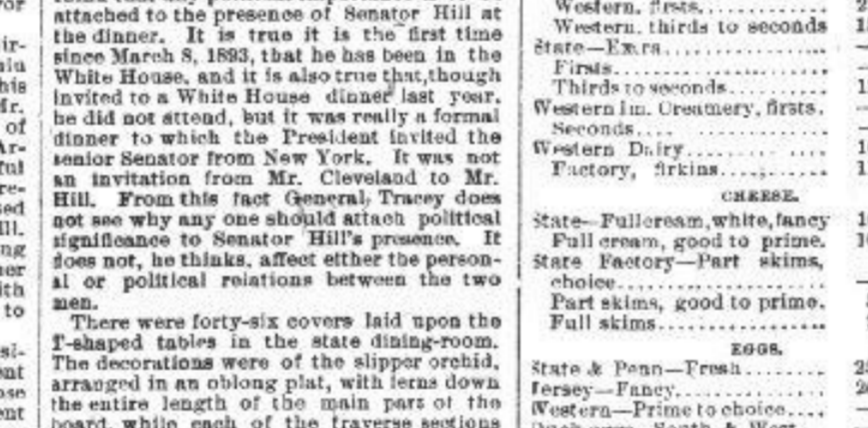 attached to the presence of Senator Hill at
the dinner. It is true it is the first time
since March 8, 1893, that he has been in the
White House, and it is also true that, though
invited to a White House dinner last year,
he did not attend, but it was really a formal
dinner to which the President invited the
senior Senator from New York. It was not
an invitation from Mr. Cleveland to Mr.
Hill. From this fact General Tracey does
not see why any one should attach political
significance to Senator Hill's presence. It
does not, he thinks, affect either the person-
al or political relations between the two
men.
There were forty-six covers laid upon the
T-shaped tables in the state dining-room.
The decorations were of the slipper orchid,
arranged in an oblong plat, with ferns down
the entire length of the main part of the
board, while each of the traverse sections
Western, firsts
Western, thirds to seconds
State—Extra
Firsts
Thirds to seconds
Western Im. Creamery, firsts.
Seconds
Western Dairy
Factory, firkins
CHEESE.
State—Full cream, white, fancy
Full cream, good to prime.
State Factory—Part skims,
choice
Part skims, good to prime.
Full skims
EGGS.
State & Penn—Fresh
Jersey—Fancy
Western—Prime to choice